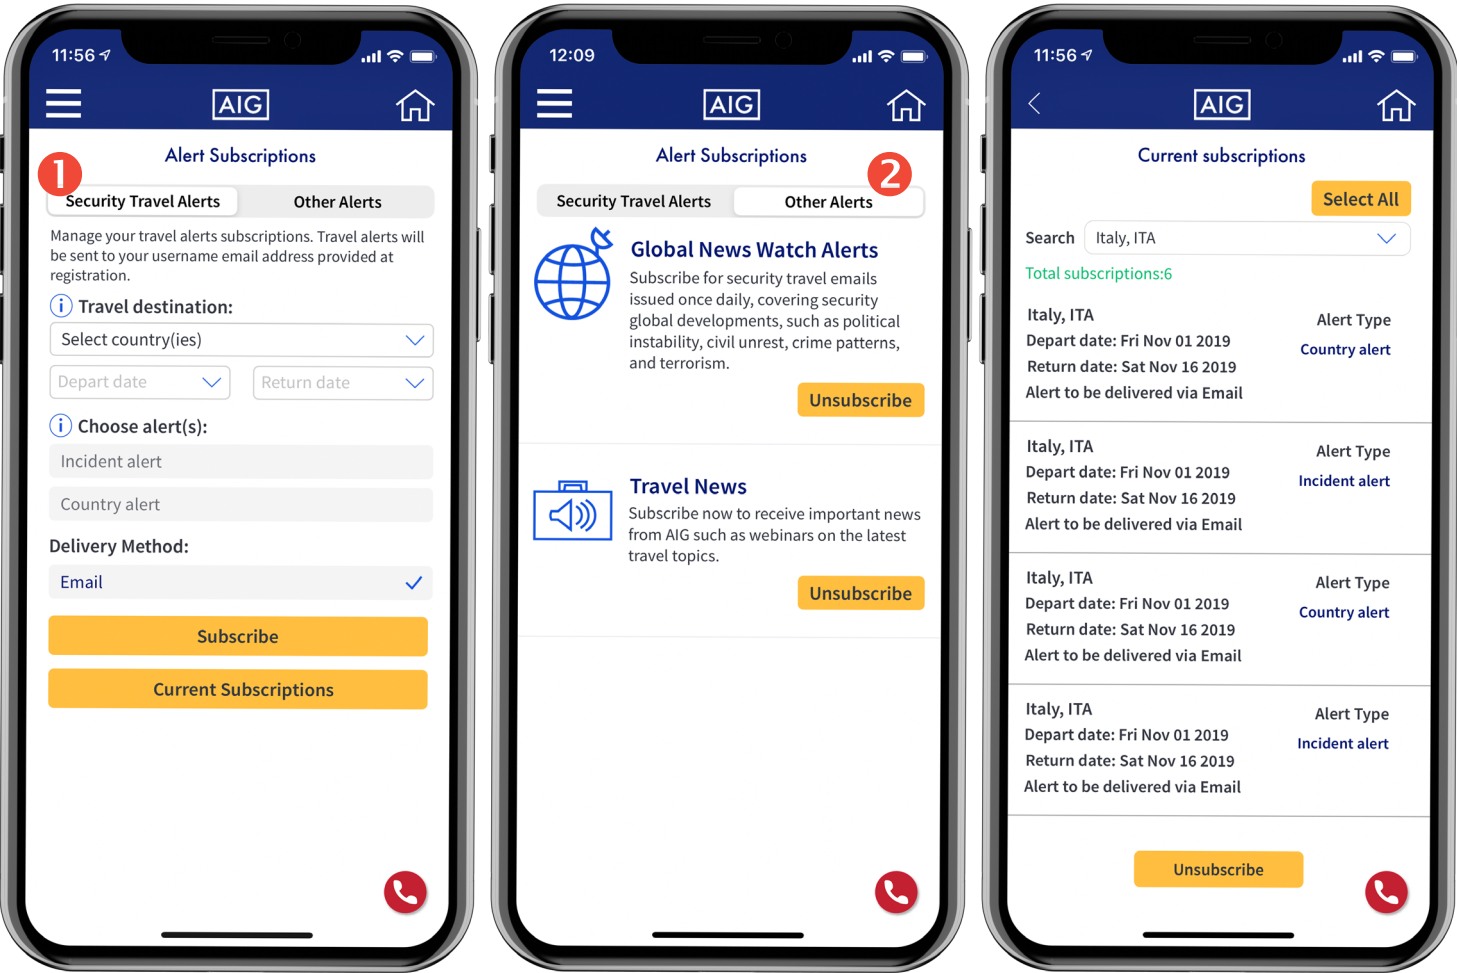 11:56
AIG
Alert Subscriptions
1
Security Travel Alerts
Other Alerts
Manage your travel alerts subscriptions. Travel alerts will
be sent to your username email address provided at
registration.
i Travel destination:
Select country(ies)
Depart date
Return date
i Choose alert(s):
Incident alert
Country alert
Delivery Method:
Email
Subscribe
Current Subscriptions
12:09
AIG
Alert Subscriptions
2
Security Travel Alerts
Other Alerts
Global News Watch Alerts
Subscribe for security travel emails
issued once daily, covering security
global developments, such as political
instability, civil unrest, crime patterns,
and terrorism.
Unsubscribe
Travel News
Subscribe now to receive important news
from AIG such as webinars on the latest
travel topics.
Unsubscribe
11:56
AIG
Current subscriptions
Select All
Search
Italy, ITA
Total subscriptions:6
Italy, ITA
Alert Type
Depart date: Fri Nov 01 2019
Country alert
Return date: Sat Nov 16 2019
Alert to be delivered via Email
Italy, ITA
Alert Type
Depart date: Fri Nov 01 2019
Incident alert
Return date: Sat Nov 16 2019
Alert to be delivered via Email
Italy, ITA
Alert Type
Depart date: Fri Nov 01 2019
Country alert
Return date: Sat Nov 16 2019
Alert to be delivered via Email
Italy, ITA
Alert Type
Depart date: Fri Nov 01 2019
Incident alert
Return date: Sat Nov 16 2019
Alert to be delivered via Email
Unsubscribe